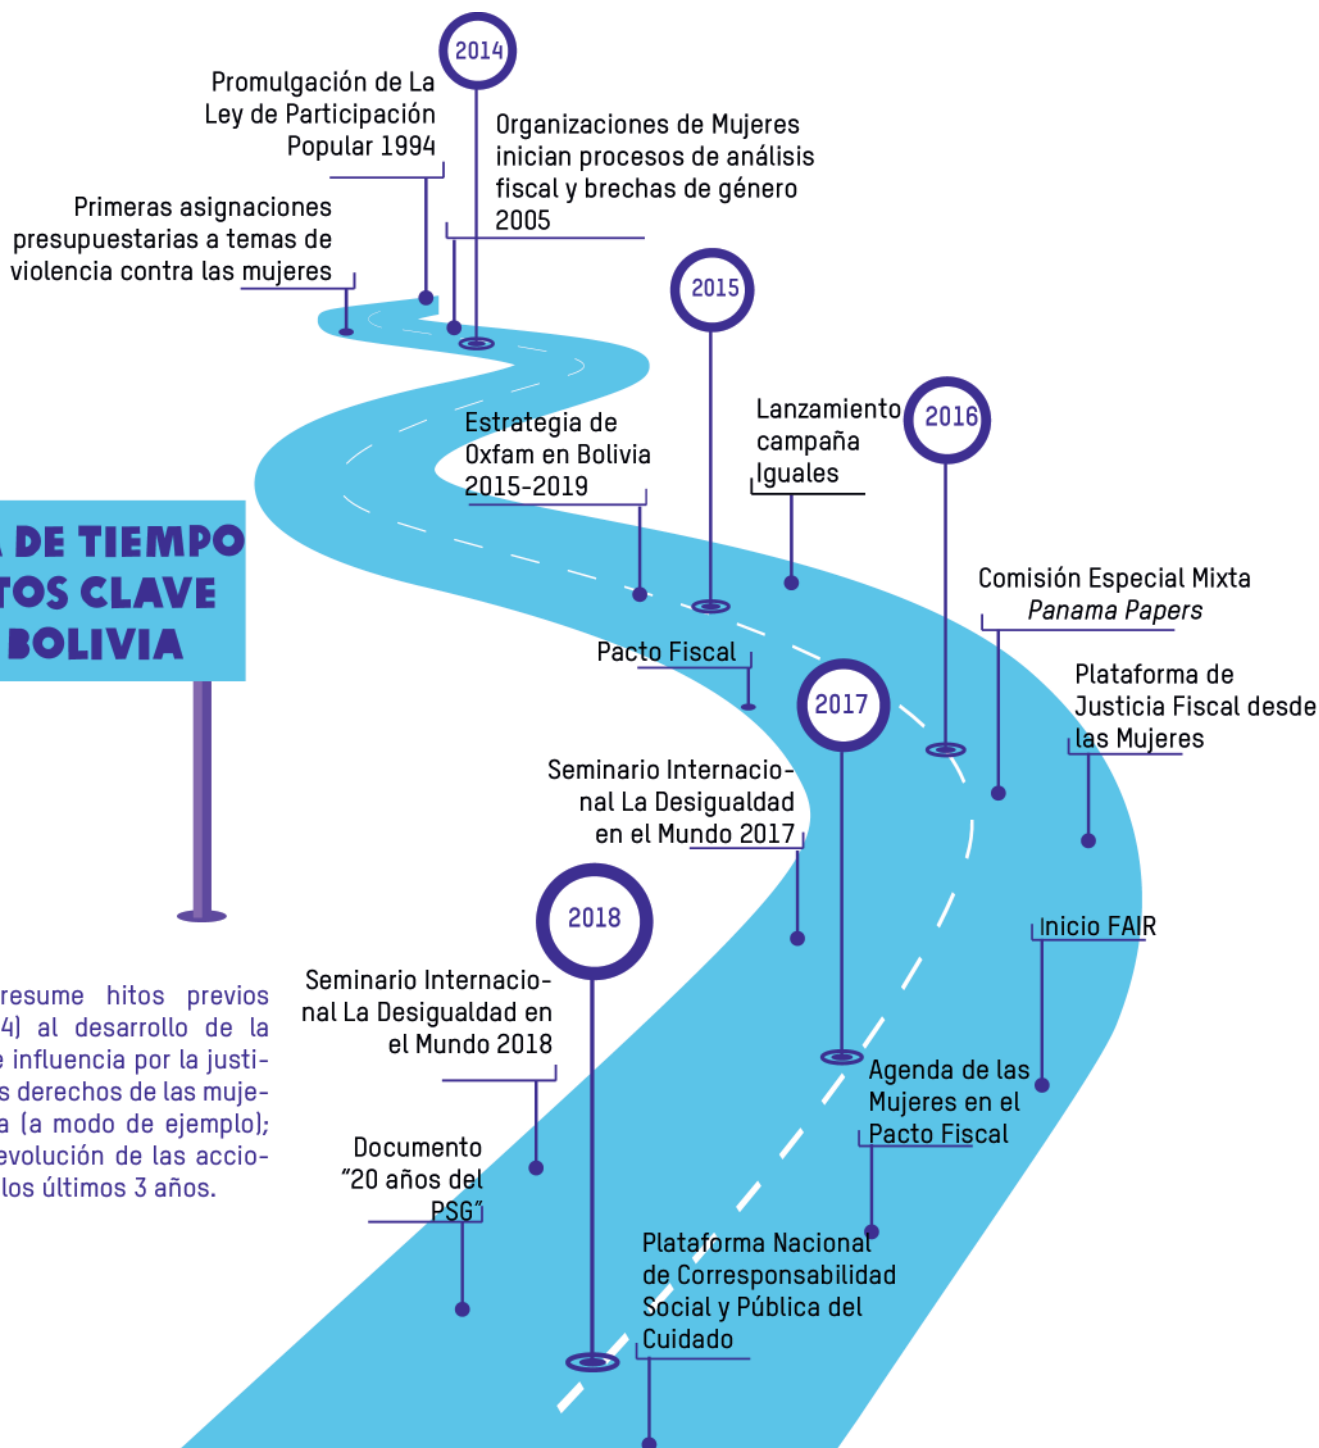 2014
Promulgación de La
Ley de Participación
Popular 1994
Organizaciones de Mujeres
inician procesos de análisis
fiscal y brechas de género
2005
Primeras asignaciones
presupuestarias a temas de
violencia contra las mujeres
2015
Estrategia de
Oxfam en Bolivia
2015-2019
Lanzamiento
campaña
Iguales
2016
DE TIEMPO
TOS CLAVE
BOLIVIA
Comisión Especial Mixta
Panama Papers
Pacto Fiscal
Plataforma de
Justicia Fiscal desde
las Mujeres
2017
Seminario Internacio-
nal La Desigualdad
en el Mundo 2017
2018
Inicio FAIR
Seminario Internacio-
nal La Desigualdad en
el Mundo 2018
resume hitos previos
4) al desarrollo de la
e influencia por la justi-
s derechos de las muje-
a (a modo de ejemplo);
evolución de las accio-
los últimos 3 años.
Agenda de las
Mujeres en el
Pacto Fiscal
Documento
"20 años del
PSG"
Plataforma Nacional
de Corresponsabilidad
Social y Pública del
Cuidado